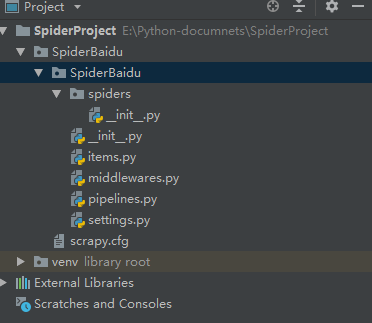 Project
SpiderProject E:\Python-documnets\SpiderProject
SpiderBaidu
SpiderBaidu
spiders
__init__.py
__init__.py
items.py
middlewares.py
pipelines.py
settings.py
scrapy.cfg
venv library root
External Libraries
Scratches and Consoles